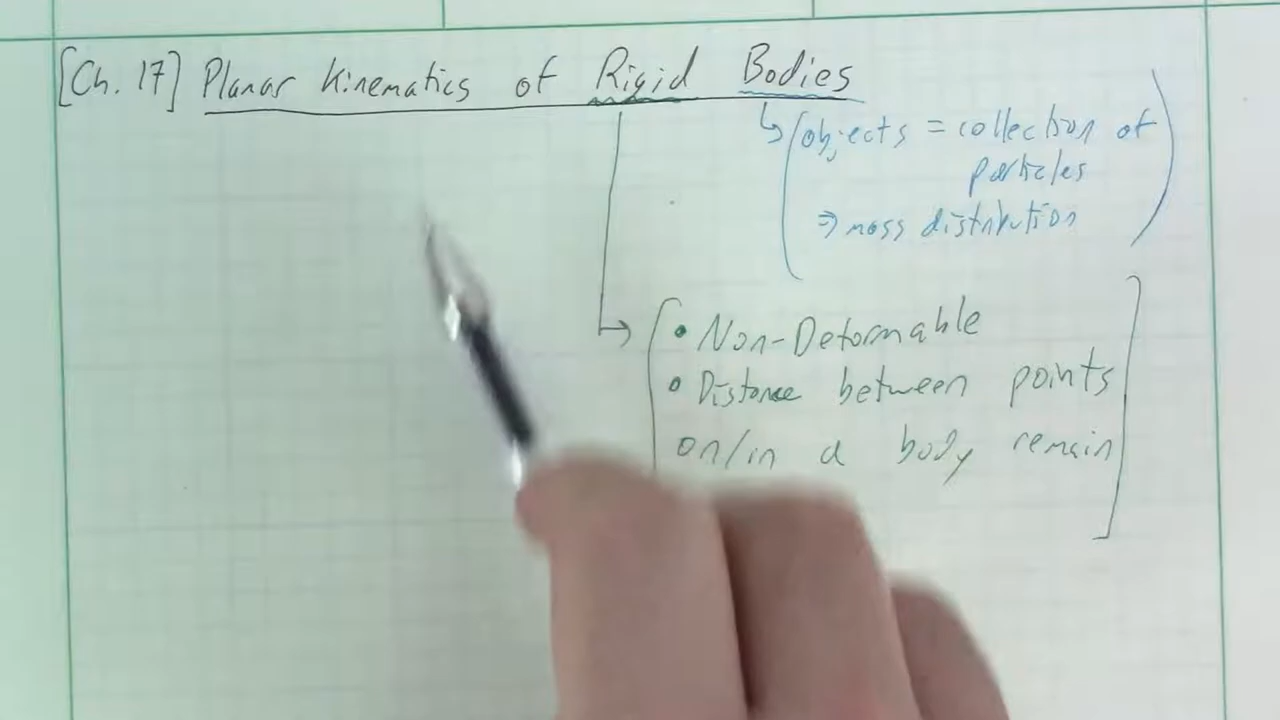 [Ch. 17] Planar Kinematics of Rigid Bodies
↳ (objects = collection of
particles
⇒ mass distribution)
→ [• Non-Deformable
• Distance between points
on/in a body remain]